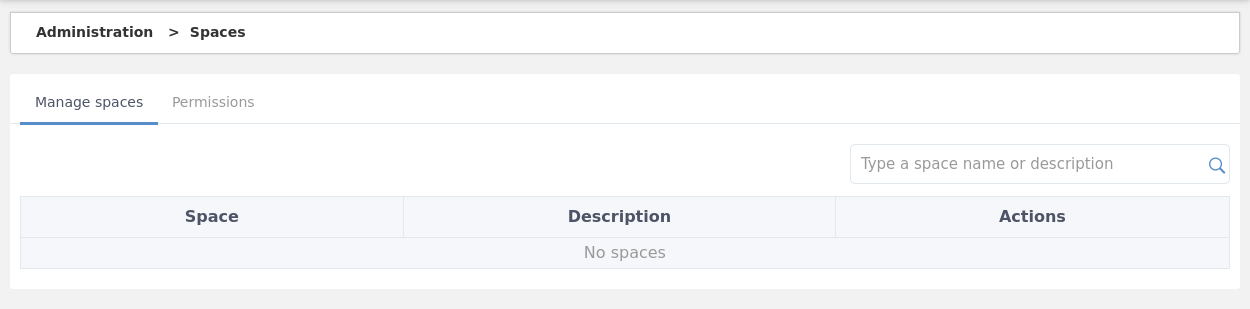 Administration > Spaces
Manage spaces Permissions
Type a space name or description
Space Description Actions
No spaces